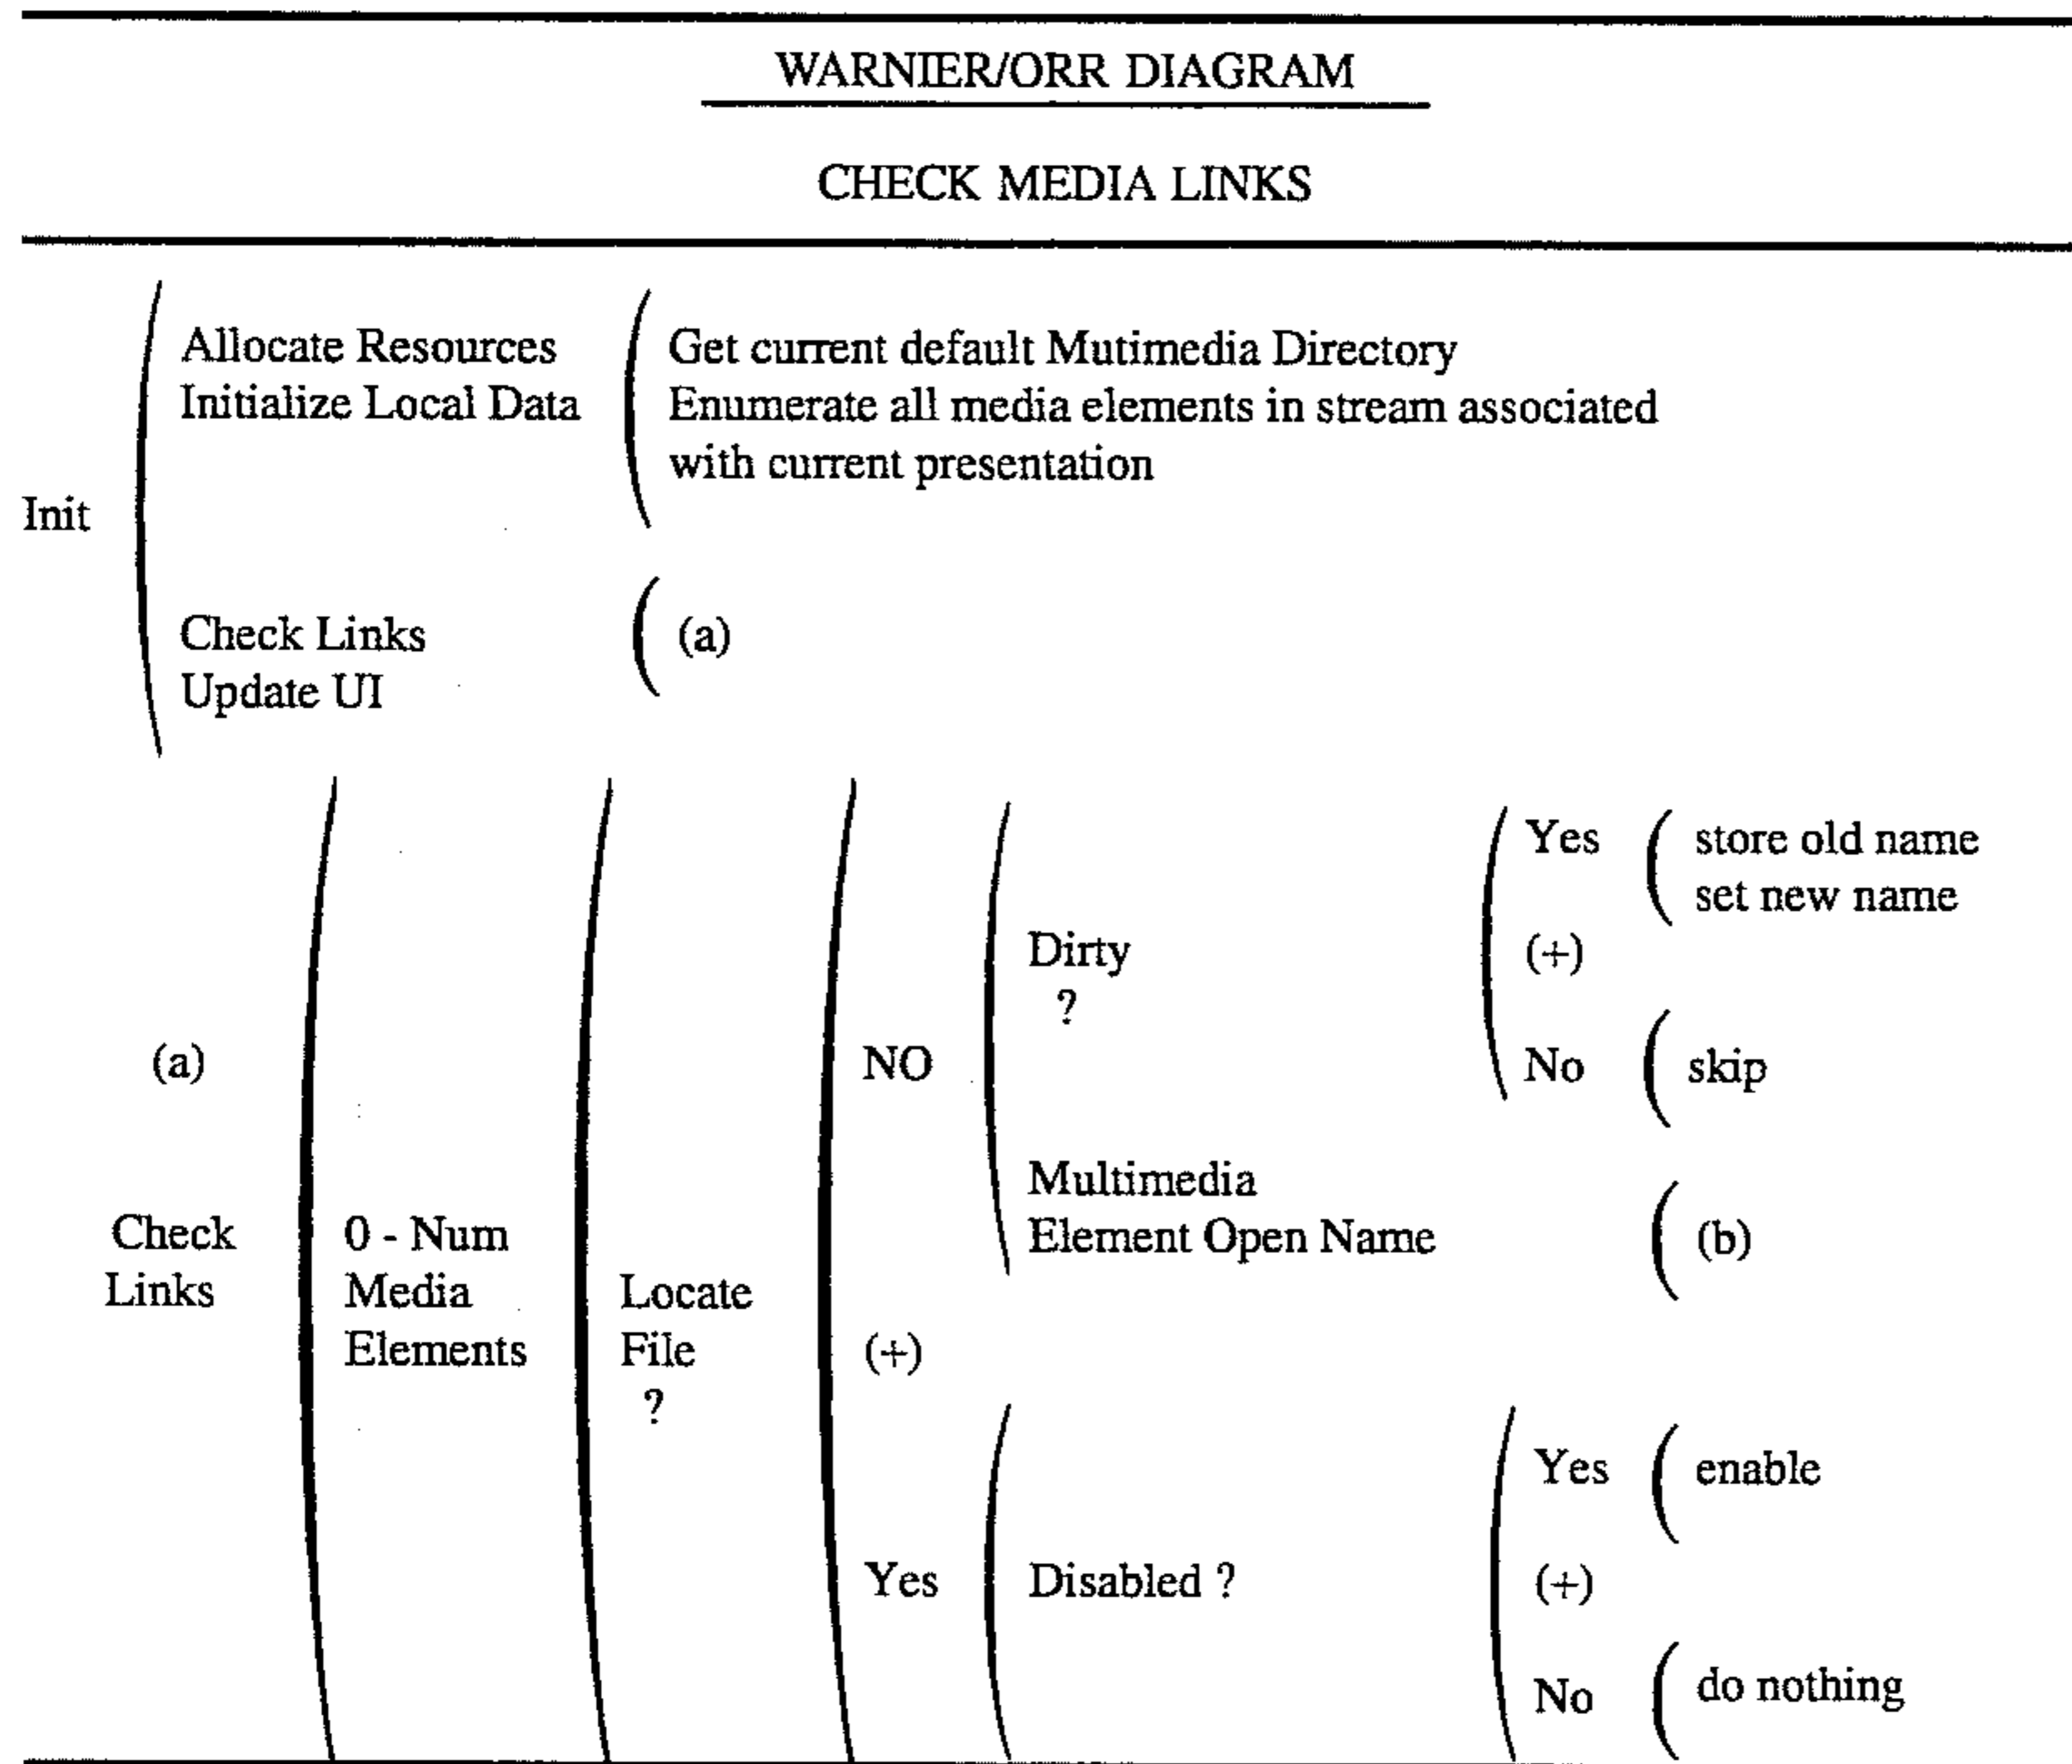 WARNIER/ORR DIAGRAM
CHECK MEDIA LINKS
Allocate Resources
Initialize Local Data
Get current default Mutimedia Directory
Enumerate all media elements in stream associated
with current presentation
Init
Check Links
Update UI
(a)
(a)
Check
Links
0 - Num
Media
Elements
Locate
File
?
NO
(+)
Yes
Dirty
?
Yes
store old name
set new name
(+)
No
skip
Multimedia
Element Open Name
(b)
Disabled ?
Yes
enable
(+)
No
do nothing